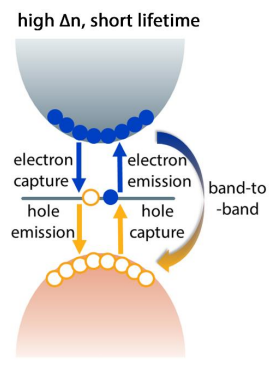 high Δn, short lifetime
electron
capture
electron
emission
hole
emission
hole
capture
band-to
-band